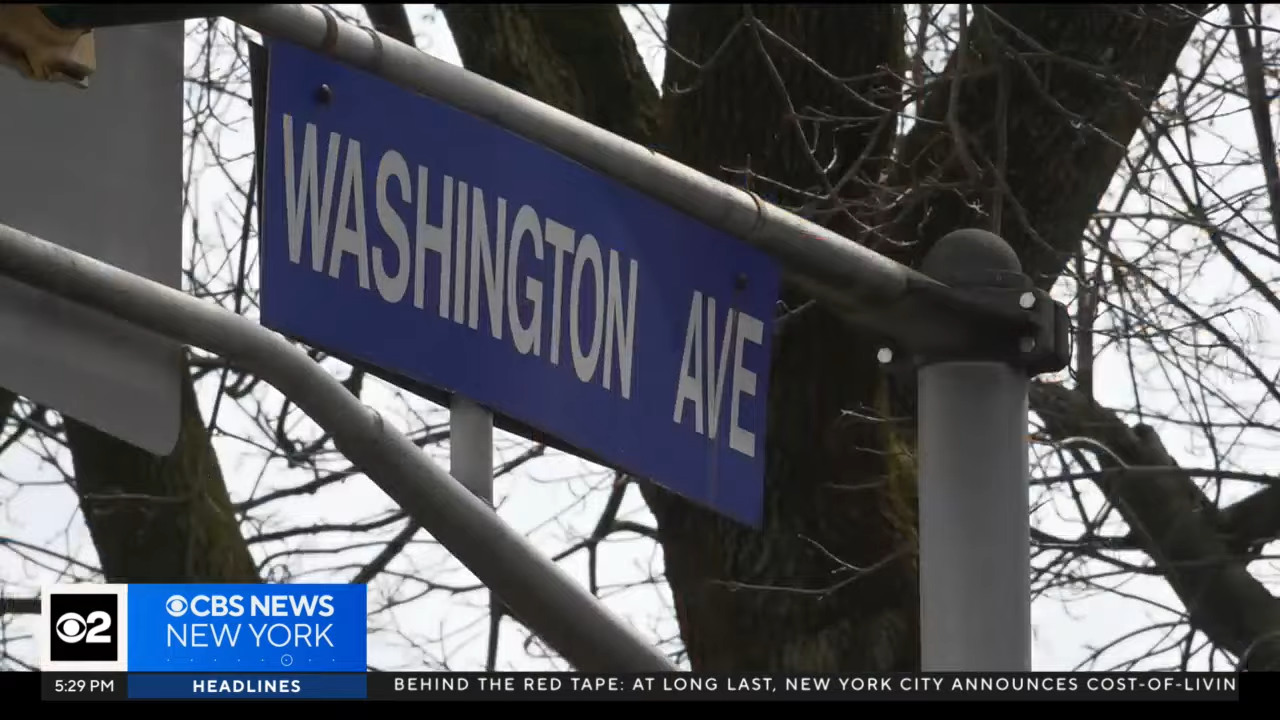 WASHINGTON AVE
2
CBS NEWS
NEW YORK
5:29 PM
HEADLINES
BEHIND THE RED TAPE: AT LONG LAST, NEW YORK CITY ANNOUNCES COST-OF-LIVIN